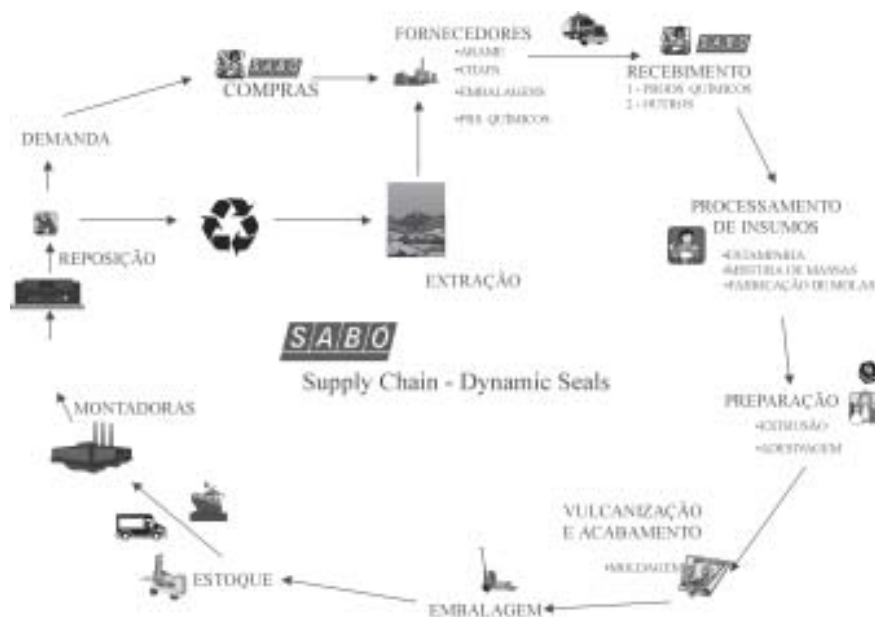 FORNECEDORES
•ARAME
•CHAPA
•EMBALAGENS
•PRS QUÍMICOS
SABO
COMPRAS
SABO
RECEBIMENTO
1 - PRODS QUÍMICOS
2 - OUTROS
DEMANDA
PROCESSAMENTO
DE INSUMOS
•ESTAMPARIA
•MISTURA DE MASSAS
•FABRICAÇÃO DE MOLAS
REPOSIÇÃO
EXTRAÇÃO
SABO
Supply Chain - Dynamic Seals
MONTADORAS
PREPARAÇÃO
•EXTRUSÃO
•ADESIVAGEM
VULCANIZAÇÃO
E ACABAMENTO
•MOLDAGEM
ESTOQUE
EMBALAGEM